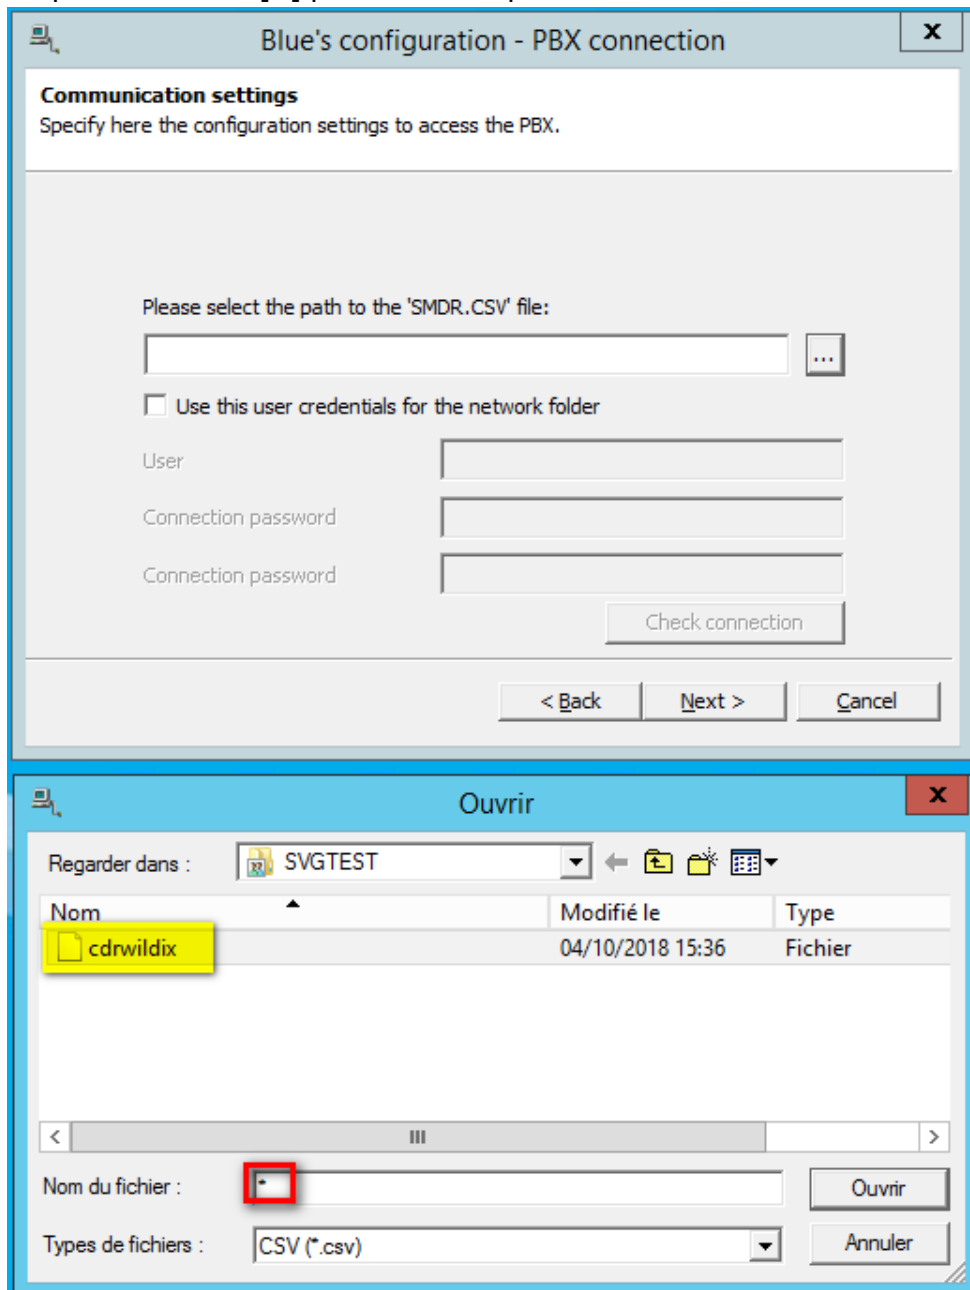 Blue's configuration - PBX connection
x
Communication settings
Specify here the configuration settings to access the PBX.
Please select the path to the 'SMDR.CSV' file:
...
Use this user credentials for the network folder
User
Connection password
Connection password
Check connection
< Back
Next >
Cancel
Ouvrir
x
Regarder dans :
SVGTEST
Nom
Modifié le
Type
cdrwildix
04/10/2018 15:36
Fichier
Nom du fichier :
*
Ouvrir
Types de fichiers :
CSV (*.csv)
Annuler